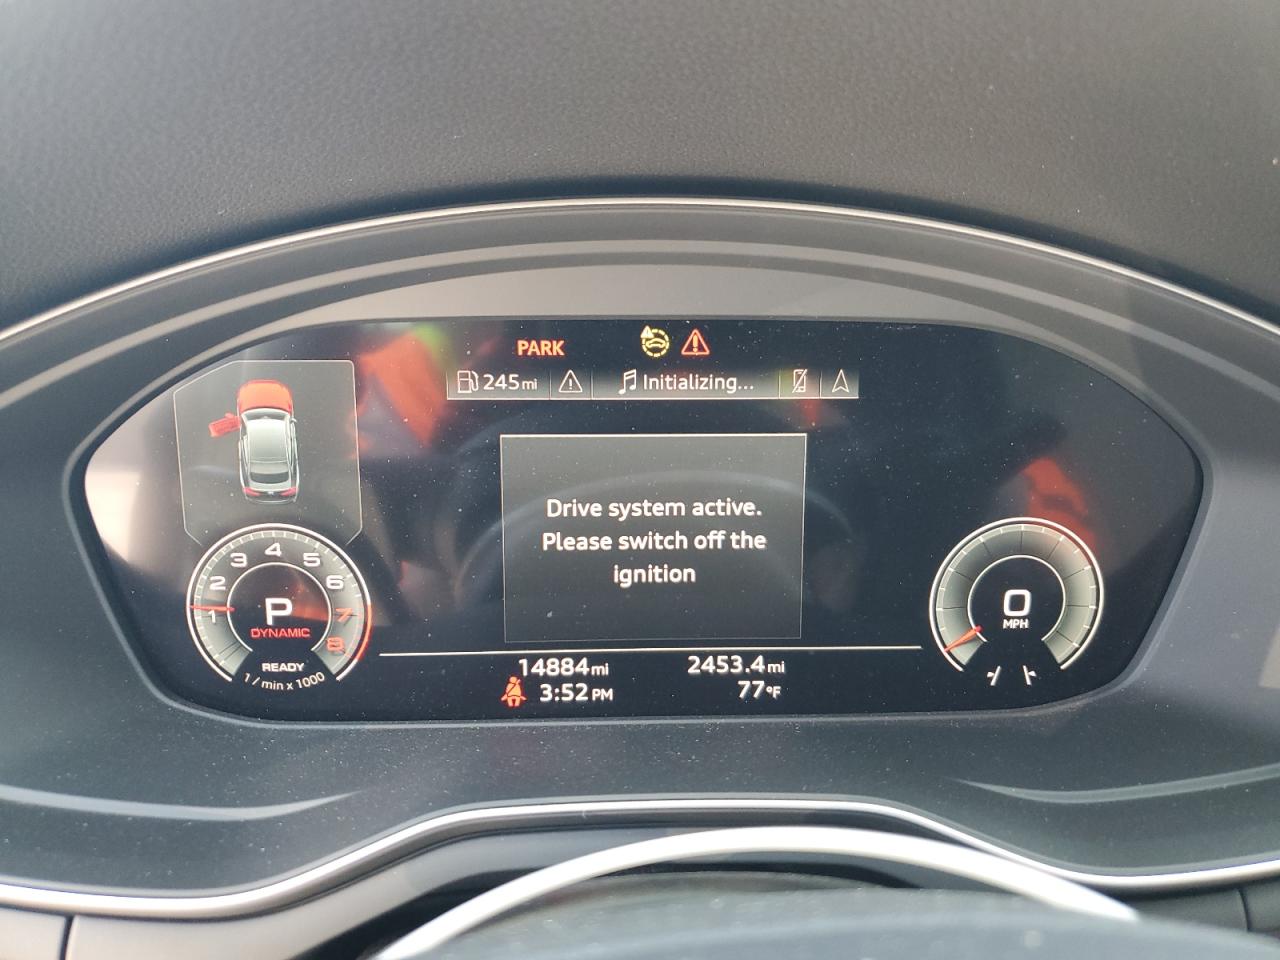 PARK
245mi
Initializing...
Drive system active.
Please switch off the
ignition
1 2 3 4 5 6 7 8
P
DYNAMIC
READY
1 / min x 1000
0
MPH
14884mi
2453.4mi
3:52 PM
77°F